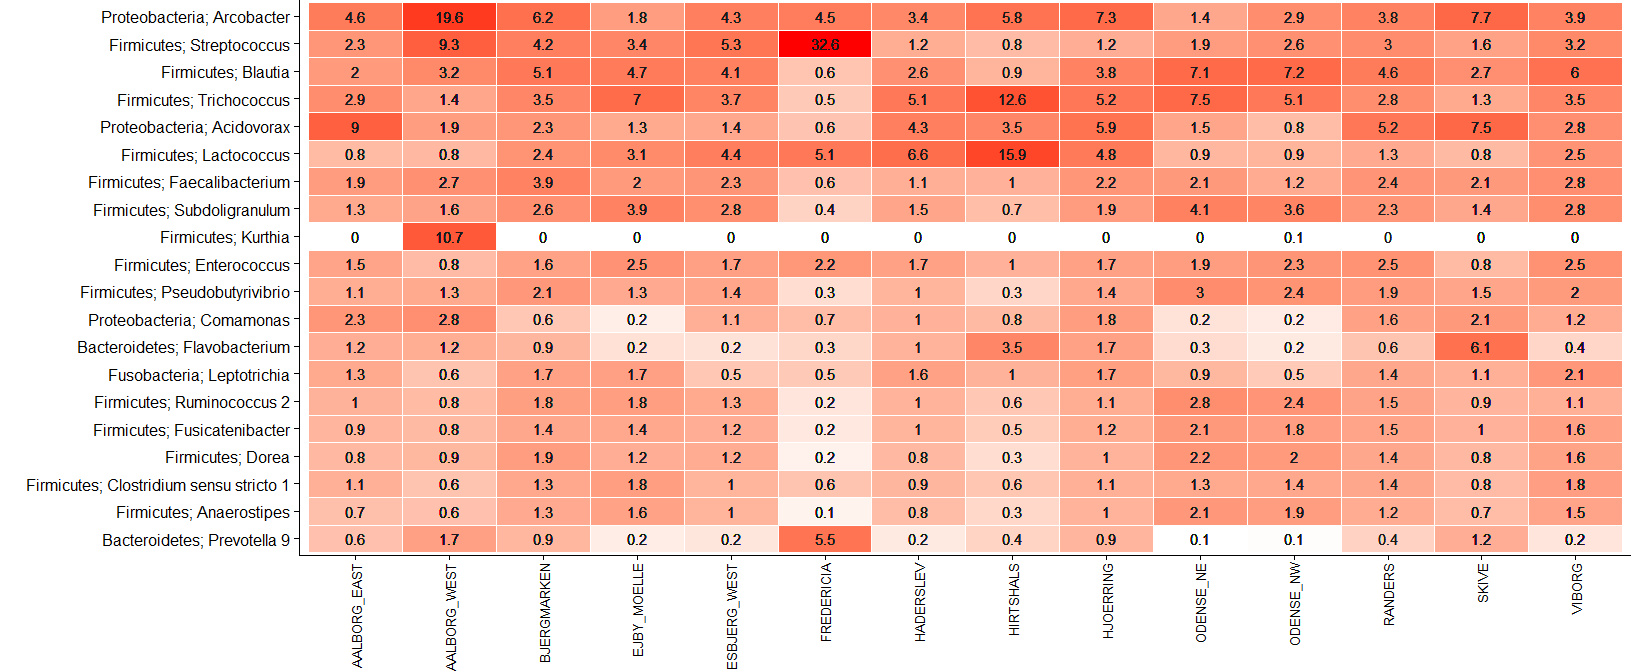 Proteobacteria; Arcobacter 4.6 19.6 6.2 1.8 4.3 4.5 3.4 5.8 7.3 1.4 2.9 3.8 7.7 3.9
Firmicutes; Streptococcus 2.3 9.3 4.2 3.4 5.3 32.6 1.2 0.8 1.2 1.9 2.6 3 1.6 3.2
Firmicutes; Blautia 2 3.2 5.1 4.7 4.1 0.6 2.6 0.9 3.8 7.1 7.2 4.6 2.7 6
Firmicutes; Trichococcus 2.9 1.4 3.5 7 3.7 0.5 5.1 12.6 5.2 7.5 5.1 2.8 1.3 3.5
Proteobacteria; Acidovorax 9 1.9 2.3 1.3 1.4 0.6 4.3 3.5 5.9 1.5 0.8 5.2 7.5 2.8
Firmicutes; Lactococcus 0.8 0.8 2.4 3.1 4.4 5.1 6.6 15.9 4.8 0.9 0.9 1.3 0.8 2.5
Firmicutes; Faecalibacterium 1.9 2.7 3.9 2 2.3 0.6 1.1 1 2.2 2.1 1.2 2.4 2.1 2.8
Firmicutes; Subdoligranulum 1.3 1.6 2.6 3.9 2.8 0.4 1.5 0.7 1.9 4.1 3.6 2.3 1.4 2.8
Firmicutes; Kurthia 0 10.7 0 0 0 0 0 0 0 0 0.1 0 0 0
Firmicutes; Enterococcus 1.5 0.8 1.6 2.5 1.7 2.2 1.7 1 1.7 1.9 2.3 2.5 0.8 2.5
Firmicutes; Pseudobutyrivibrio 1.1 1.3 2.1 1.3 1.4 0.3 1 0.3 1.4 3 2.4 1.9 1.5 2
Proteobacteria; Comamonas 2.3 2.8 0.6 0.2 1.1 0.7 1 0.8 1.8 0.2 0.2 1.6 2.1 1.2
Bacteroidetes; Flavobacterium 1.2 1.2 0.9 0.2 0.2 0.3 1 3.5 1.7 0.3 0.2 0.6 6.1 0.4
Fusobacteria; Leptotrichia 1.3 0.6 1.7 1.7 0.5 0.5 1.6 1 1.7 0.9 0.5 1.4 1.1 2.1
Firmicutes; Ruminococcus 2 1 0.8 1.8 1.8 1.3 0.2 1 0.6 1.1 2.8 2.4 1.5 0.9 1.1
Firmicutes; Fusicatenibacter 0.9 0.8 1.4 1.4 1.2 0.2 1 0.5 1.2 2.1 1.8 1.5 1 1.6
Firmicutes; Dorea 0.8 0.9 1.9 1.2 1.2 0.2 0.8 0.3 1 2.2 2 1.4 0.8 1.6
Firmicutes; Clostridium sensu stricto 1 1.1 0.6 1.3 1.8 1 0.6 0.9 0.6 1.1 1.3 1.4 1.4 0.8 1.8
Firmicutes; Anaerostipes 0.7 0.6 1.3 1.6 1 0.1 0.8 0.3 1 2.1 1.9 1.2 0.7 1.5
Bacteroidetes; Prevotella 9 0.6 1.7 0.9 0.2 0.2 5.5 0.2 0.4 0.9 0.1 0.1 0.4 1.2 0.2
AALBORG_EAST
AALBORG_WEST
BJERGMARKEN
EJBY_MOELLE
ESBJERG_WEST
FREDERICIA
HADERSLEV
HIRTSHALS
HJOERRING
ODENSE_NE
ODENSE_NW
RANDERS
SKIVE
VIBORG